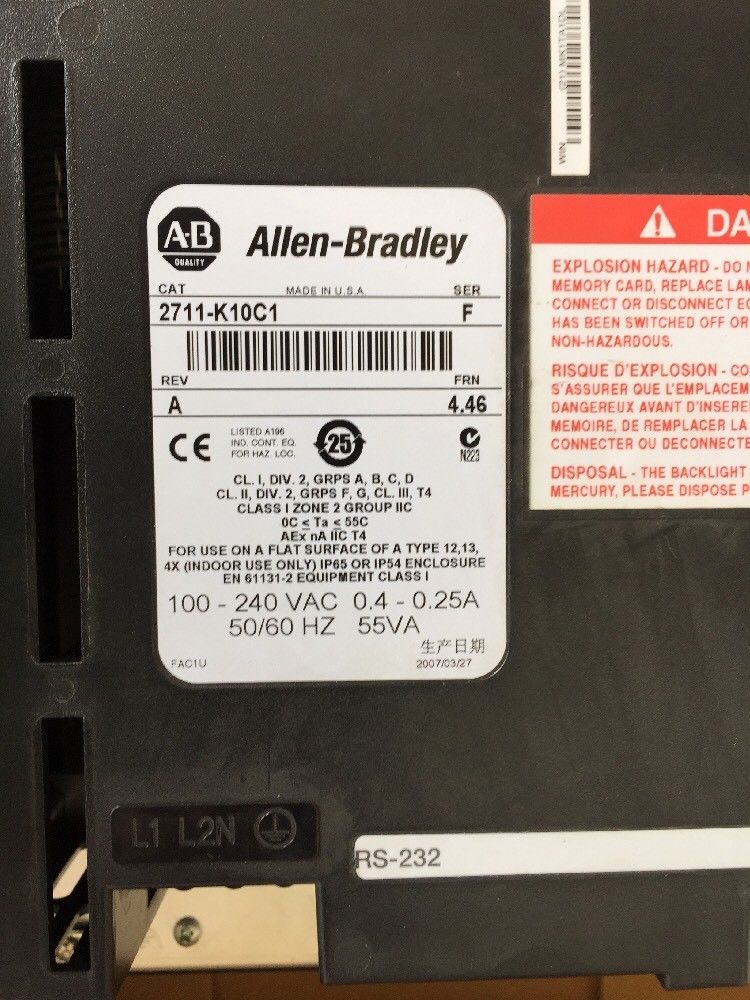 A-B
QUALITY
Allen-Bradley
CAT
MADE IN U.S.A.
SER
2711-K10C1
F
REV
FRN
A
4.46
CE
LISTED A196
IND. CONT. EQ.
FOR HAZ. LOC.
25
N223
CL. I, DIV. 2, GRPS A, B, C, D
CL. II, DIV. 2, GRPS F, G, CL. III, T4
CLASS I ZONE 2 GROUP IIC
0C ≤ Ta ≤ 55C
AEx nA IIC T4
FOR USE ON A FLAT SURFACE OF A TYPE 12,13,
4X (INDOOR USE ONLY) IP65 OR IP54 ENCLOSURE
EN 61131-2 EQUIPMENT CLASS I
100 - 240 VAC 0.4 - 0.25A
50/60 HZ 55VA
生产日期
FAC1U
2007/03/27
DA
EXPLOSION HAZARD - DO
MEMORY CARD, REPLACE LAM
CONNECT OR DISCONNECT EQ
HAS BEEN SWITCHED OFF OR
NON-HAZARDOUS.
RISQUE D'EXPLOSION - CO
S'ASSURER QUE L'EMPLACEM
DANGEREUX AVANT D'INSERE
MEMOIRE, DE REMPLACER LA
CONNECTER OU DECONNECTE
DISPOSAL - THE BACKLIGHT
MERCURY, PLEASE DISPOSE P
L1 L2N
RS-232